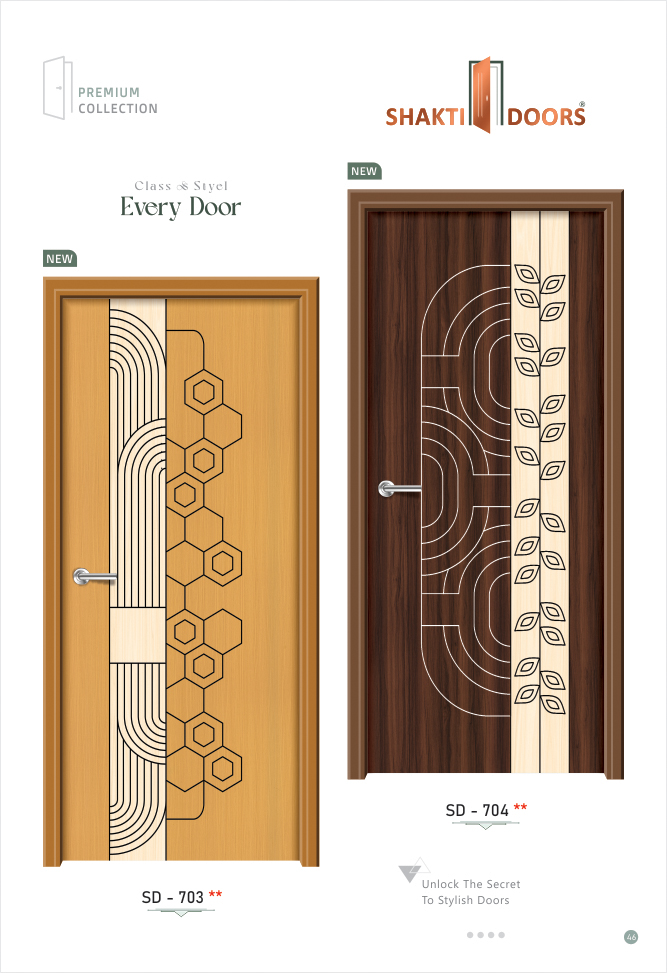 PREMIUM
COLLECTION
SHAKTI DOORS®
NEW
Class & Styel
Every Door
NEW
SD - 704 **
SD - 703 **
Unlock The Secret
To Stylish Doors
46